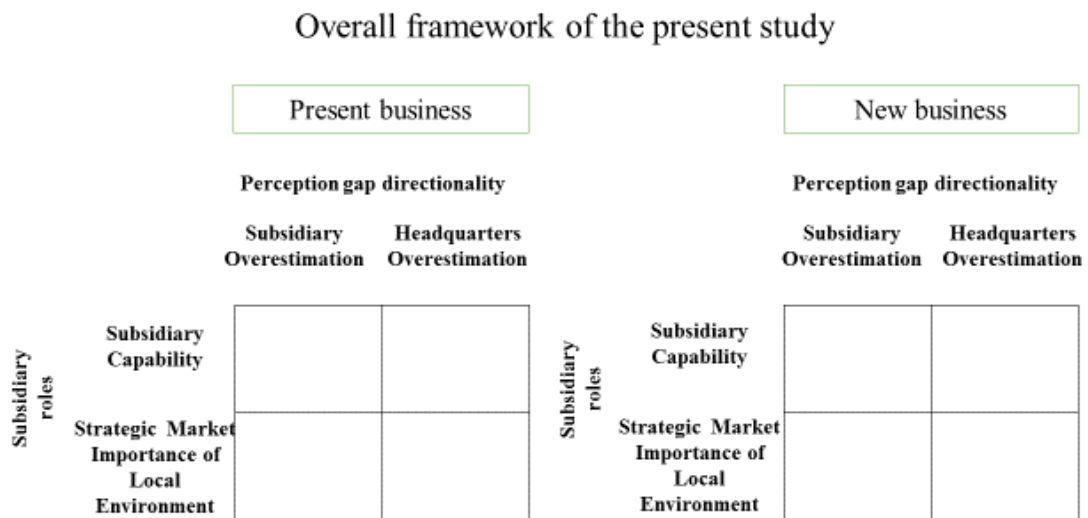 Overall framework of the present study
Present business
Perception gap directionality
Subsidiary
Overestimation
Headquarters
Overestimation
Subsidiary
roles
Subsidiary
Capability
Strategic Market
Importance of
Local
Environment
New business
Perception gap directionality
Subsidiary
Overestimation
Headquarters
Overestimation
Subsidiary
roles
Subsidiary
Capability
Strategic Market
Importance of
Local
Environment